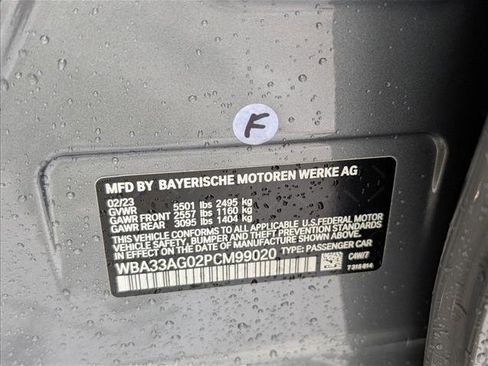 F
MFD BY BAYERISCHE MOTOREN WERKE AG
02/23
GVWR 5501 lbs 2495 kg
GAWR FRONT 2557 lbs 1160 kg
GAWR REAR 3095 lbs 1404 kg
THIS VEHICLE CONFORMS TO ALL APPLICABLE U.S. FEDERAL MOTOR
VEHICLE SAFETY, BUMPER, AND THEFT PREVENTION STANDARDS
IN EFFECT ON THE DATE OF MANUFACTURE SHOWN ABOVE.
WBA33AG02PCM99020 TYPE: PASSENGER CAR
C4W/7